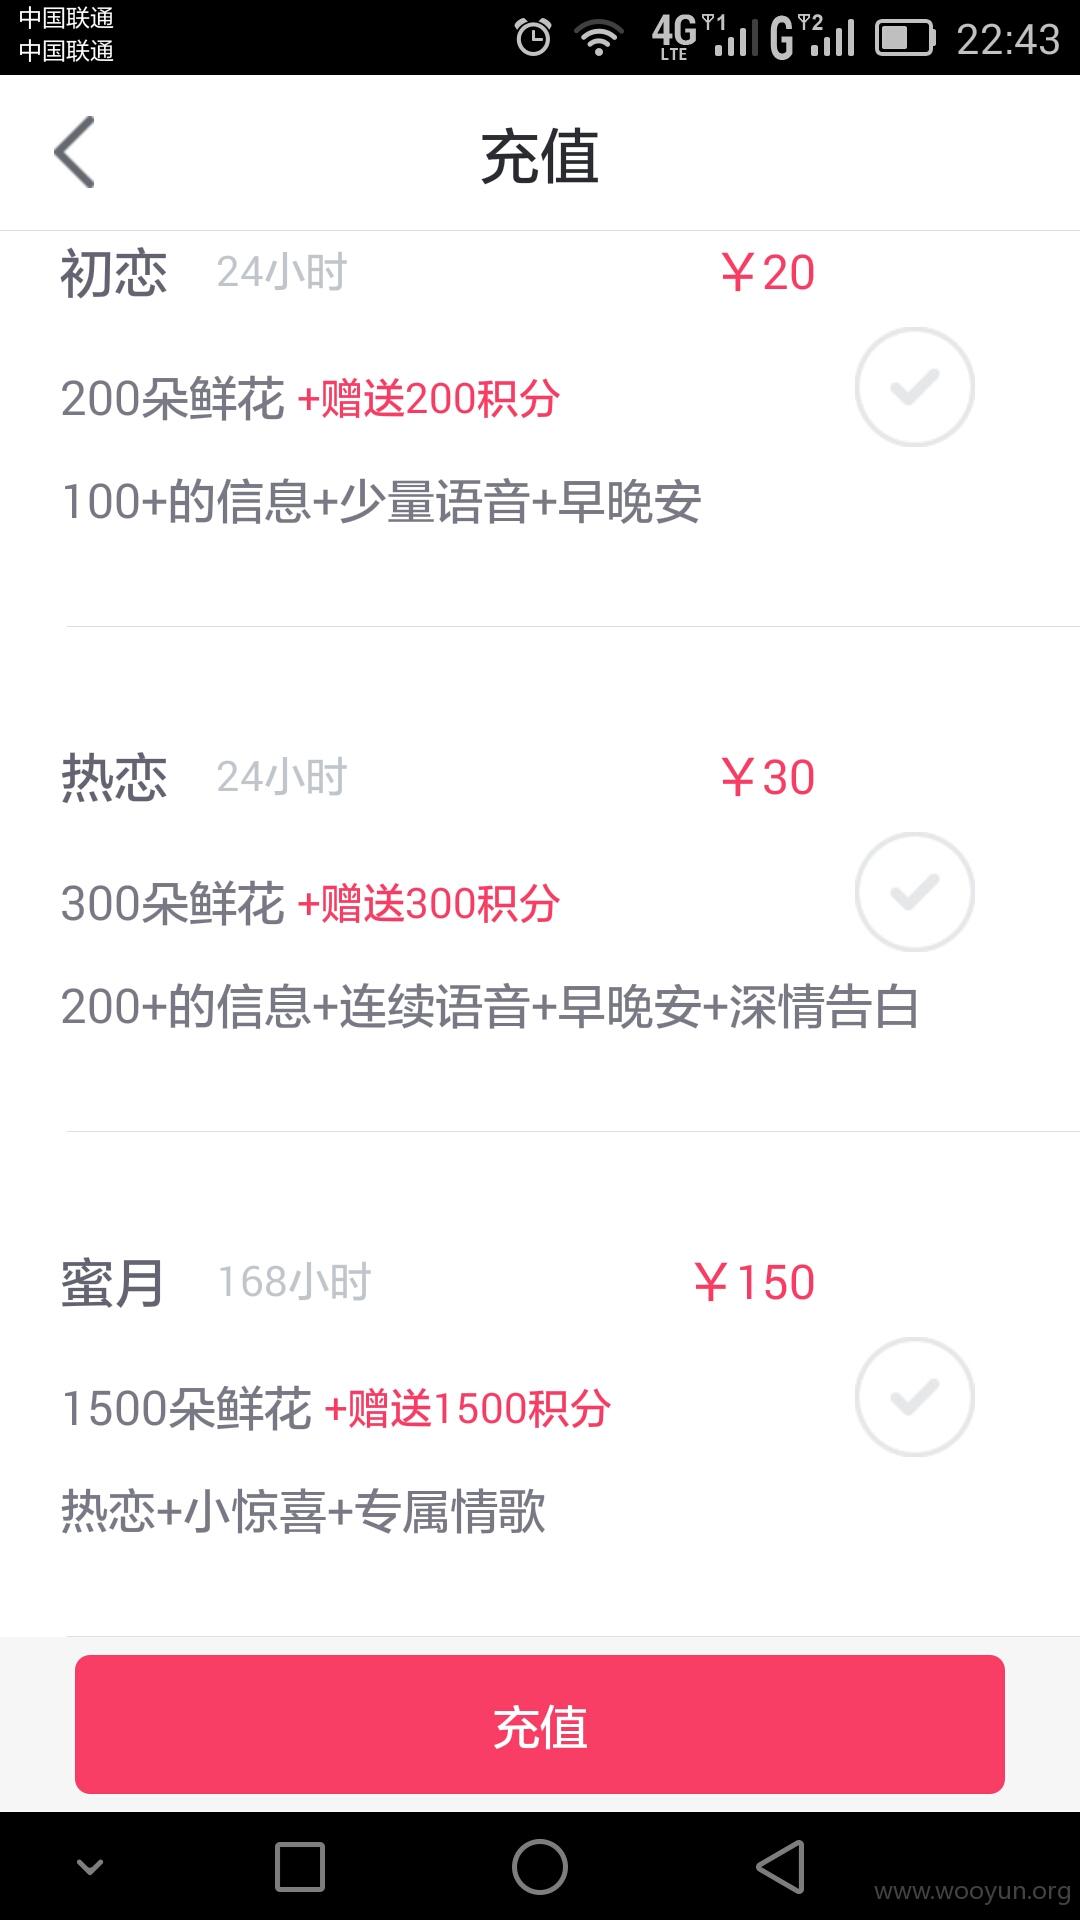 中国联通
中国联通
4G LTE 1 G 2 22:43
充值
初恋 24小时 ￥20
200朵鲜花 +赠送200积分
100+的信息+少量语音+早晚安
热恋 24小时 ￥30
300朵鲜花 +赠送300积分
200+的信息+连续语音+早晚安+深情告白
蜜月 168小时 ￥150
1500朵鲜花 +赠送1500积分
热恋+小惊喜+专属情歌
充值
www.wooyun.org